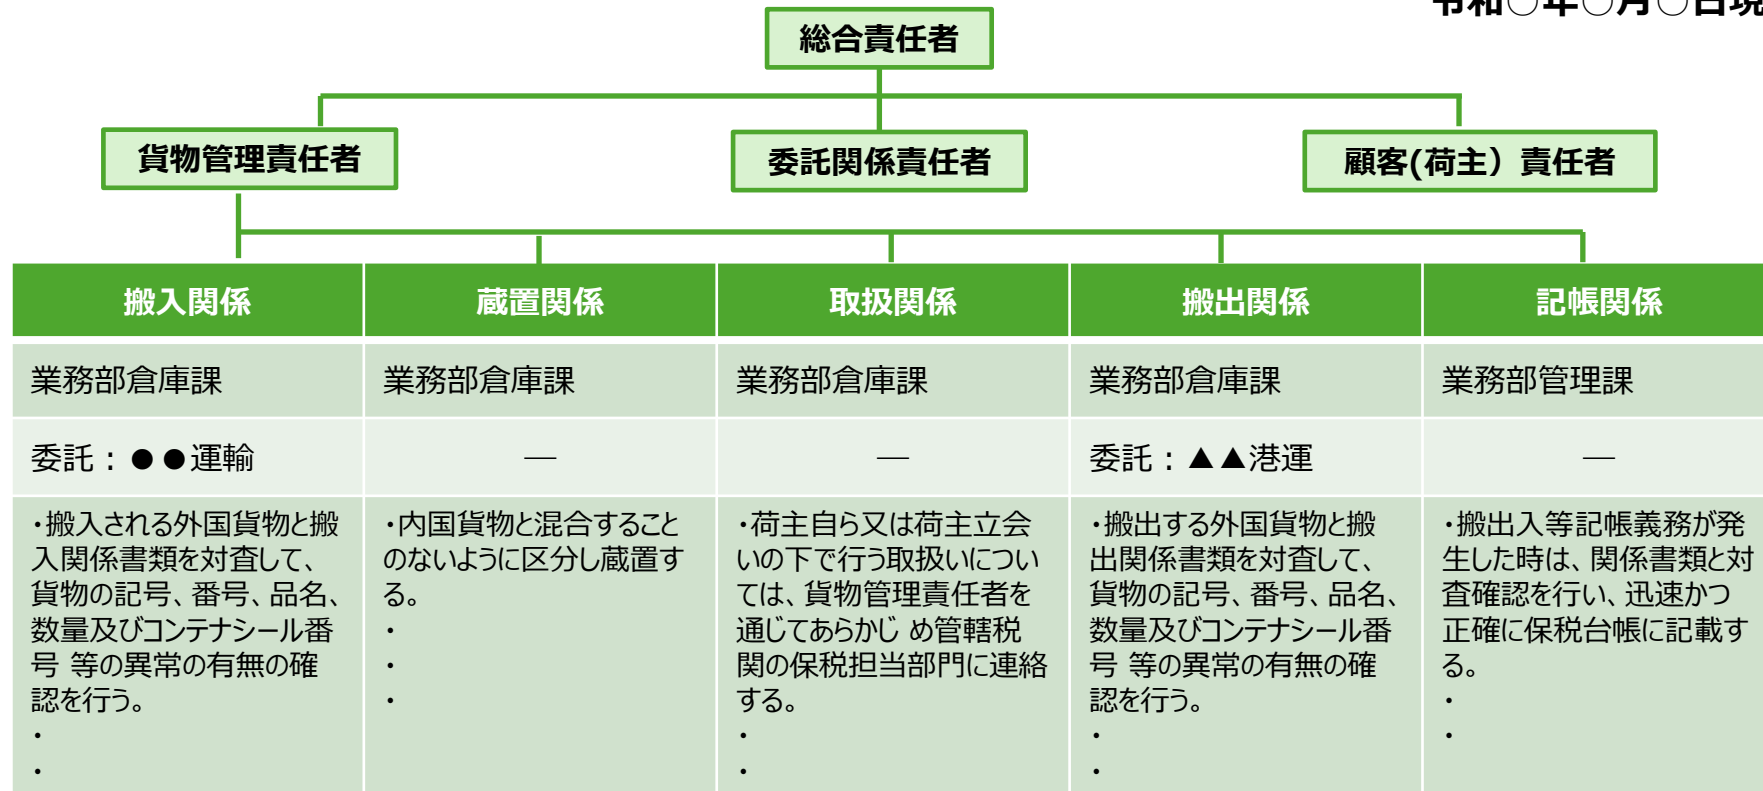 令和○年○月○日現
総合責任者
貨物管理責任者
委託関係責任者
顧客(荷主）責任者
搬入関係
蔵置関係
取扱関係
搬出関係
記帳関係
業務部倉庫課
業務部倉庫課
業務部倉庫課
業務部倉庫課
業務部管理課
委託：●●運輸
―
―
委託：▲▲港運
―
・搬入される外国貨物と搬
入関係書類を対査して、
貨物の記号、番号、品名、
数量及びコンテナシール番
号 等の異常の有無の確
認を行う。
・
・
・内国貨物と混合すること
のないように区分し蔵置す
る。
・
・
・
・荷主自ら又は荷主立会
いの下で行う取扱いについ
ては、貨物管理責任者を
通じてあらかじ め管轄税
関の保税担当部門に連絡
する。
・
・
・搬出する外国貨物と搬
出関係書類を対査して、
貨物の記号、番号、品名、
数量及びコンテナシール番
号 等の異常の有無の確
認を行う。
・
・
・搬出入等記帳義務が発
生した時は、関係書類と対
査確認を行い、迅速かつ
正確に保税台帳に記載す
る。
・
・